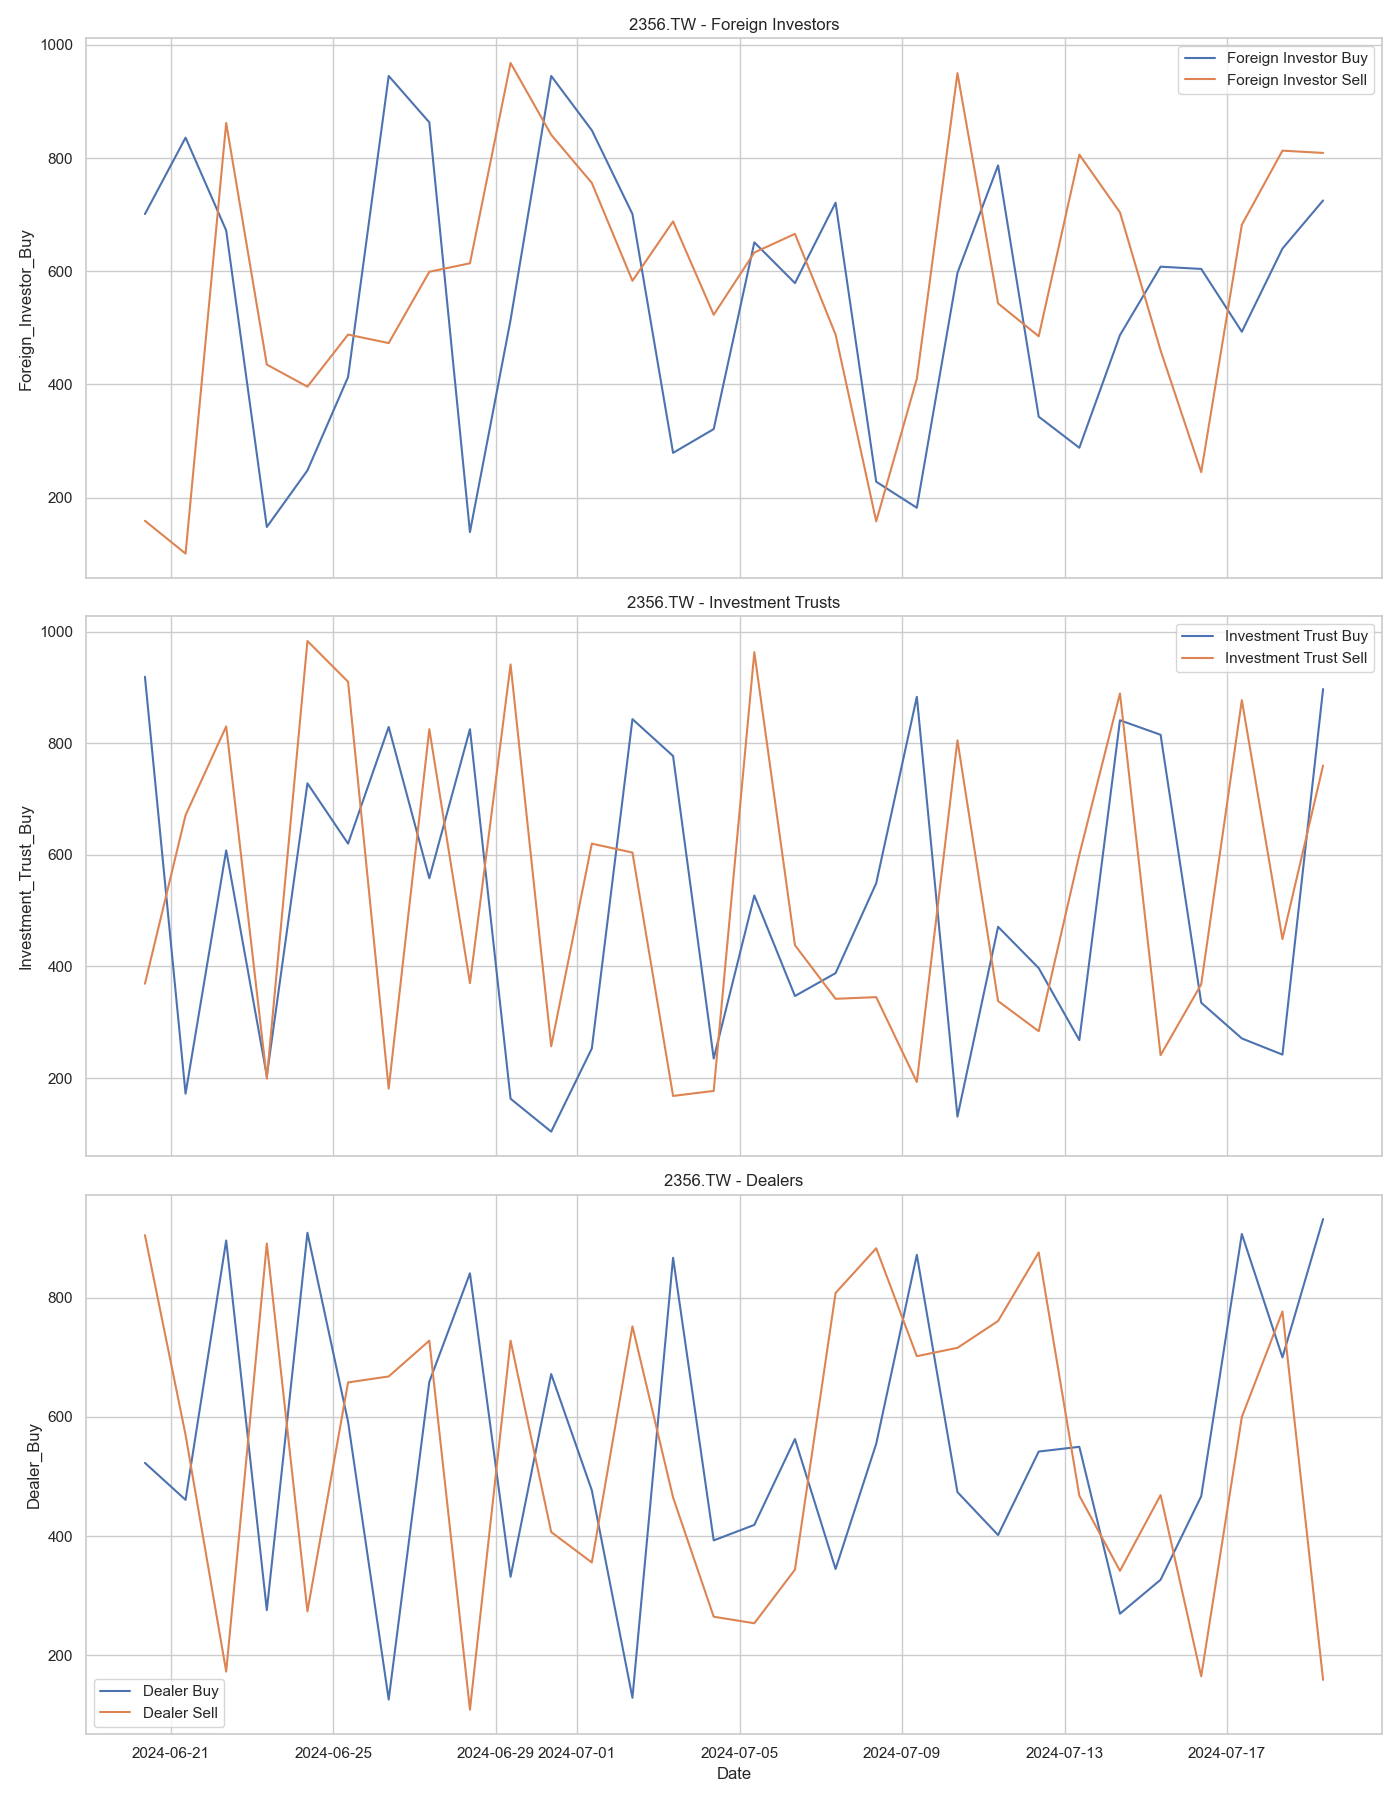 2356.TW - Foreign Investors
1000
800
600
400
200
Foreign_Investor_Buy
Foreign Investor Buy
Foreign Investor Sell
2356.TW - Investment Trusts
1000
800
600
400
200
Investment_Trust_Buy
Investment Trust Buy
Investment Trust Sell
2356.TW - Dealers
800
600
400
200
Dealer_Buy
Dealer Buy
Dealer Sell
2024-06-21 2024-06-25 2024-06-29 2024-07-01 2024-07-05 2024-07-09 2024-07-13 2024-07-17
Date